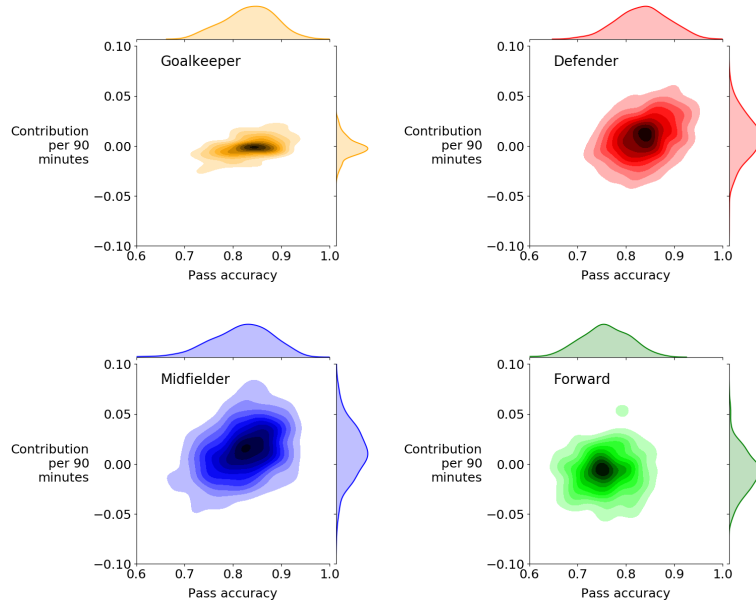 0.10
Goalkeeper
0.05
Contribution
per 90
minutes
0.00
−0.05
−0.10
0.6 0.7 0.8 0.9 1.0
Pass accuracy
0.10
Defender
0.05
Contribution
per 90
minutes
0.00
−0.05
−0.10
0.6 0.7 0.8 0.9 1.0
Pass accuracy
0.10
Midfielder
0.05
Contribution
per 90
minutes
0.00
−0.05
−0.10
0.6 0.7 0.8 0.9 1.0
Pass accuracy
0.10
Forward
0.05
Contribution
per 90
minutes
0.00
−0.05
−0.10
0.6 0.7 0.8 0.9 1.0
Pass accuracy